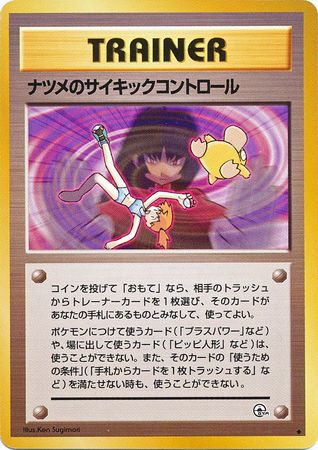 TRAINER
ナツメのサイキックコントロール
コインを投げて「おもて」なら、相手のトラッシュ
からトレーナーカードを1枚選び、そのカードが
あなたの手札にあるものとみなして、使ってよい。
ポケモンにつけて使うカード(「プラスパワー」など)
や、場に出して使うカード(「ピッピ人形」など)は、
使うことができない。また、そのカードの「使うため
の条件」(「手札からカードを1枚トラッシュする」な
ど)を満たせない時も、使うことができない。
Illus.Ken Sugimori